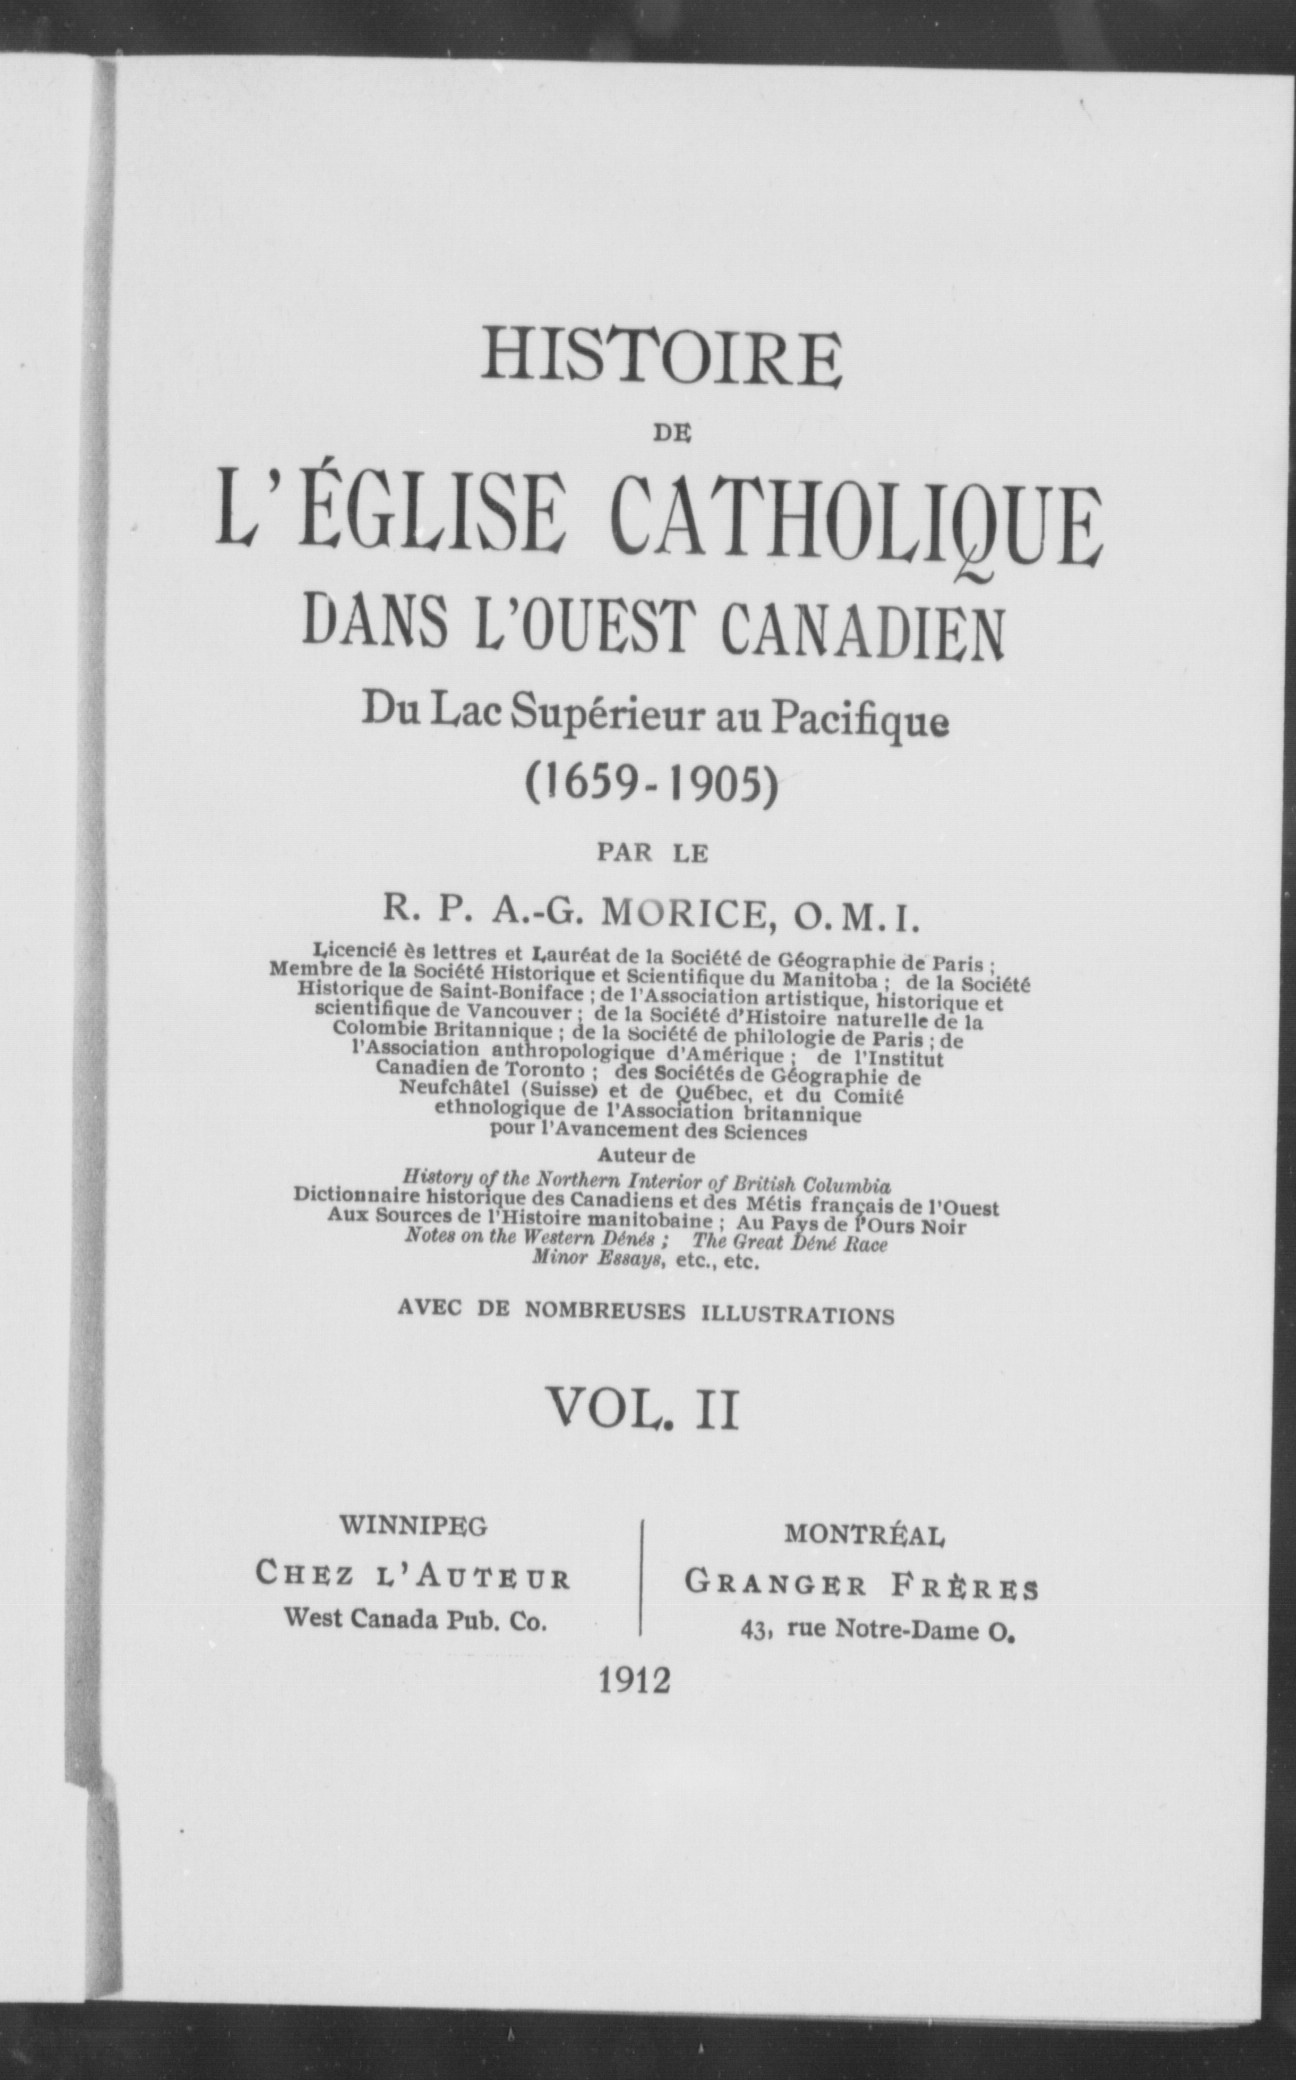 HISTOIRE
DE
L'ÉGLISE CATHOLIQUE
DANS L'OUEST CANADIEN
Du Lac Supérieur au Pacifique
(1659-1905)
PAR LE
R. P. A.-G. MORICE, O.M.I.
Licencié ès lettres et Lauréat de la Société de Géographie de Paris ;
Membre de la Société Historique et Scientifique du Manitoba ; de la Société
Historique de Saint-Boniface ; de l'Association artistique, historique et
scientifique de Vancouver ; de la Société d'Histoire naturelle de la
Colombie Britannique ; de la Société de philologie de Paris ; de
l'Association anthropologique d'Amérique ; de l'Institut
Canadien de Toronto ; des Sociétés de Géographie de
Neufchâtel (Suisse) et de Québec, et du Comité
ethnologique de l'Association britannique
pour l'Avancement des Sciences
Auteur de
History of the Northern Interior of British Columbia
Dictionnaire historique des Canadiens et des Métis français de l'Ouest
Aux Sources de l'Histoire manitobaine ; Au Pays de l'Ours Noir
Notes on the Western Dénés ; The Great Déné Race
Minor Essays, etc., etc.
AVEC DE NOMBREUSES ILLUSTRATIONS
VOL. II
WINNIPEG
CHEZ L'AUTEUR
West Canada Pub. Co.
MONTRÉAL
GRANGER FRÈRES
43, rue Notre-Dame O.
1912